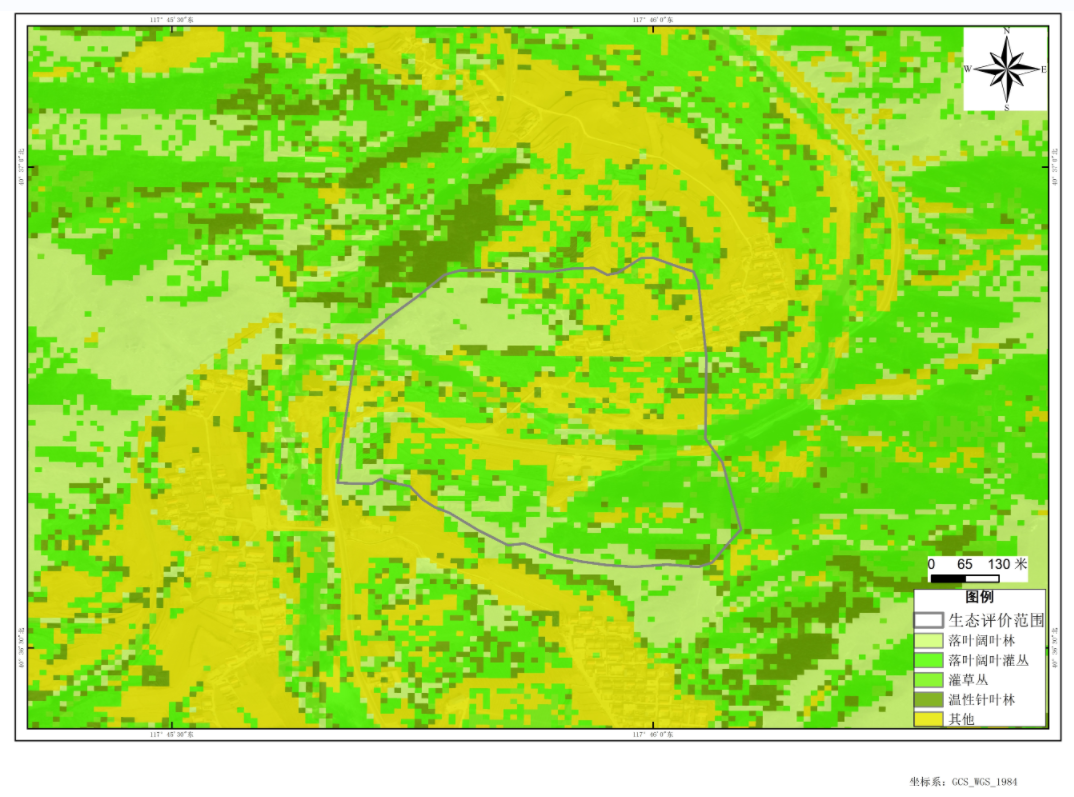 117° 45′30″东
117° 46′0″东
N
W
E
S
0 65 130 米
图例
生态评价范围
落叶阔叶林
落叶阔叶灌丛
灌草丛
温性针叶林
其他
117° 45′30″东
117° 46′0″东
坐标系：GCS_WGS_1984